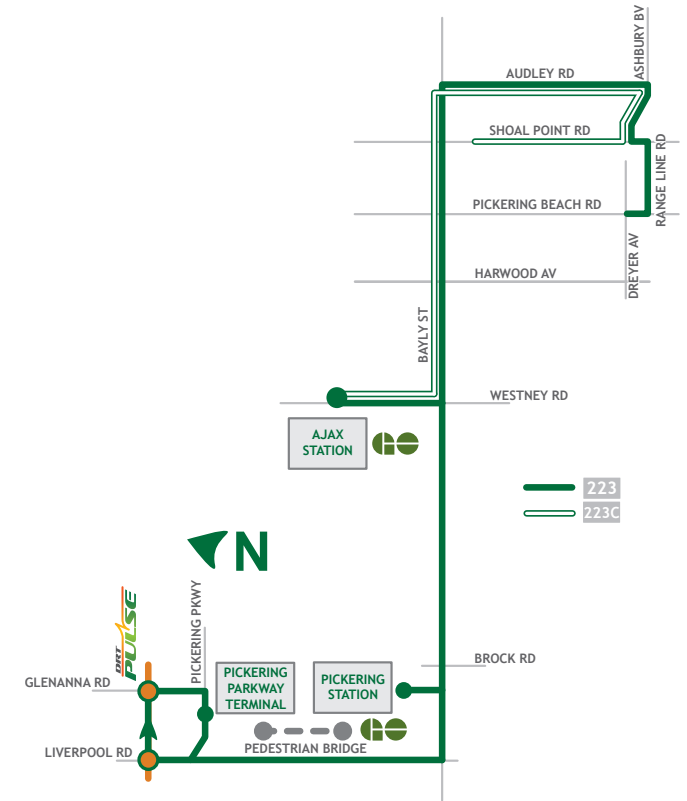 ASHBURY BV
AUDLEY RD
SHOAL POINT RD
RANGE LINE RD
PICKERING BEACH RD
DREYER AV
HARWOOD AV
BAYLY ST
WESTNEY RD
AJAX
STATION
GO
223
223C
N
PICKERING PKWY
DRT
PULSE
BROCK RD
PICKERING
PARKWAY
TERMINAL
PICKERING
STATION
GLENANNA RD
GO
PEDESTRIAN BRIDGE
LIVERPOOL RD